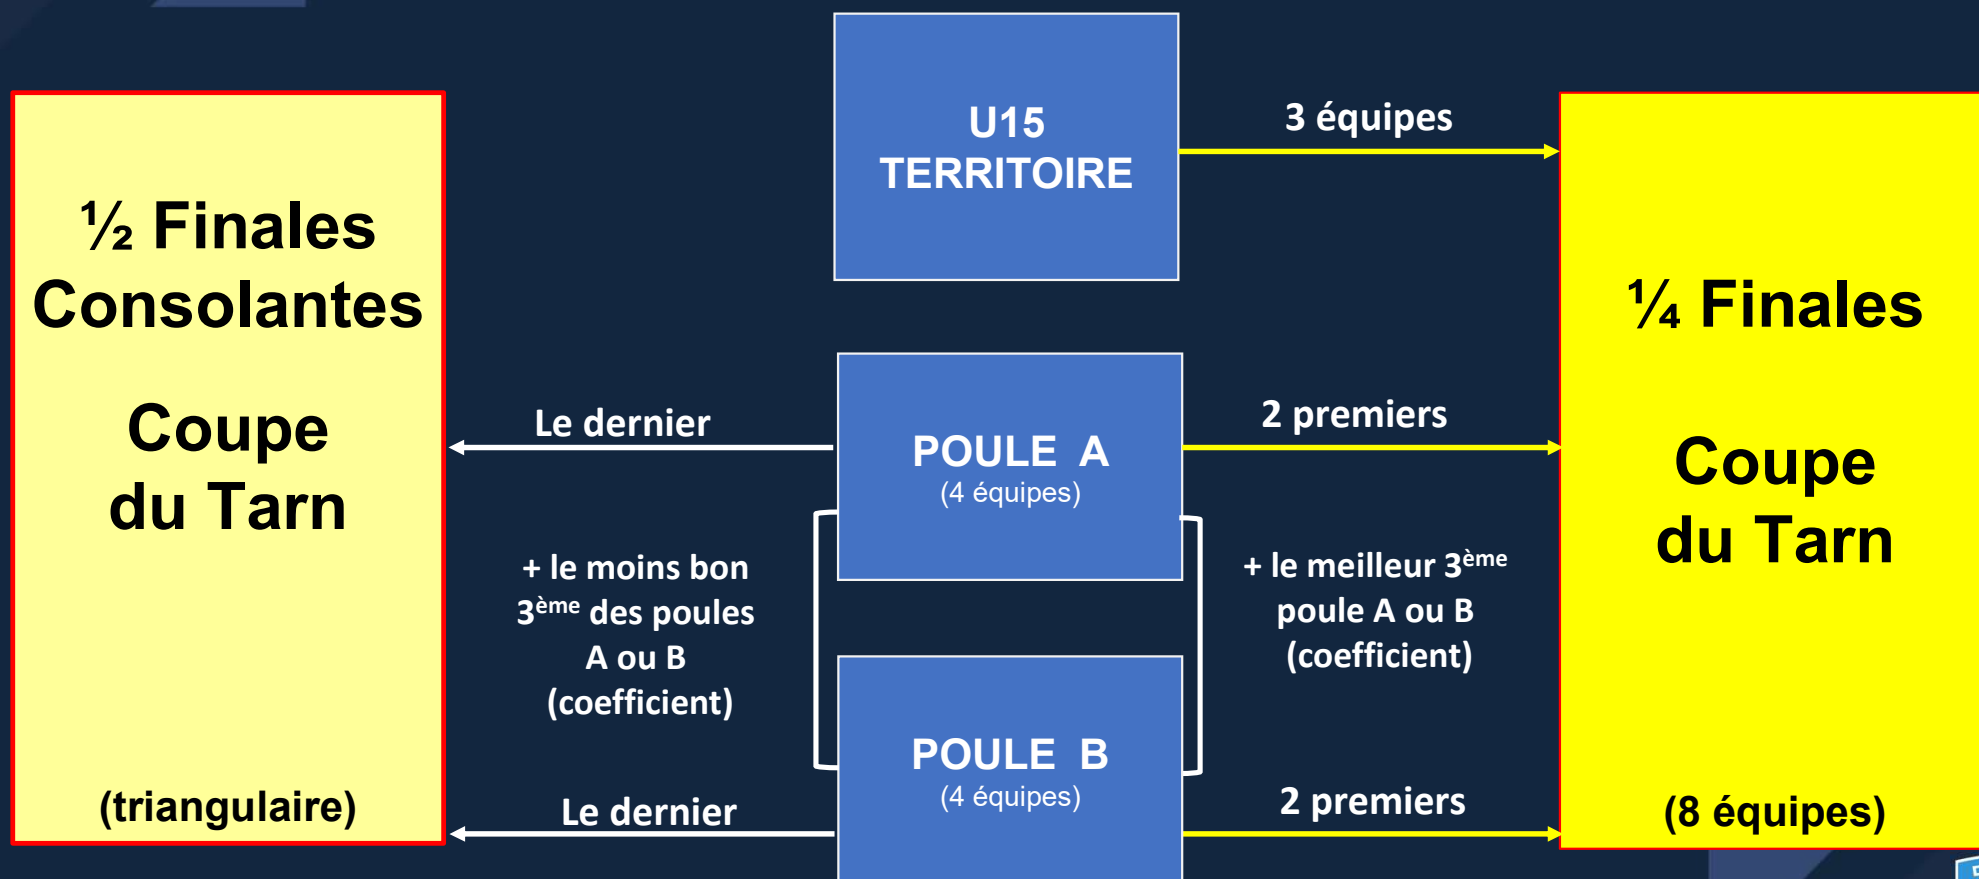 ½ Finales
Consolantes
Coupe
du Tarn
(triangulaire)
Le dernier
+ le moins bon
3ème des poules
A ou B
(coefficient)
Le dernier
U15
TERRITOIRE
POULE A
(4 équipes)
POULE B
(4 équipes)
3 équipes
2 premiers
+ le meilleur 3ème
poule A ou B
(coefficient)
2 premiers
¼ Finales
Coupe
du Tarn
(8 équipes)